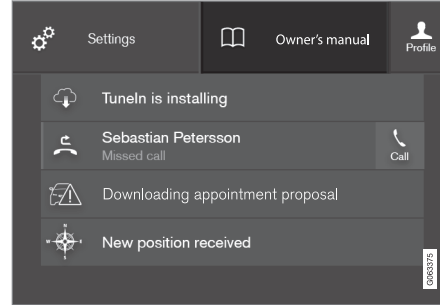 Settings
Owner's manual
Profile
TuneIn is installing
Sebastian Petersson
Missed call
Call
Downloading appointment proposal
New position received
G063375